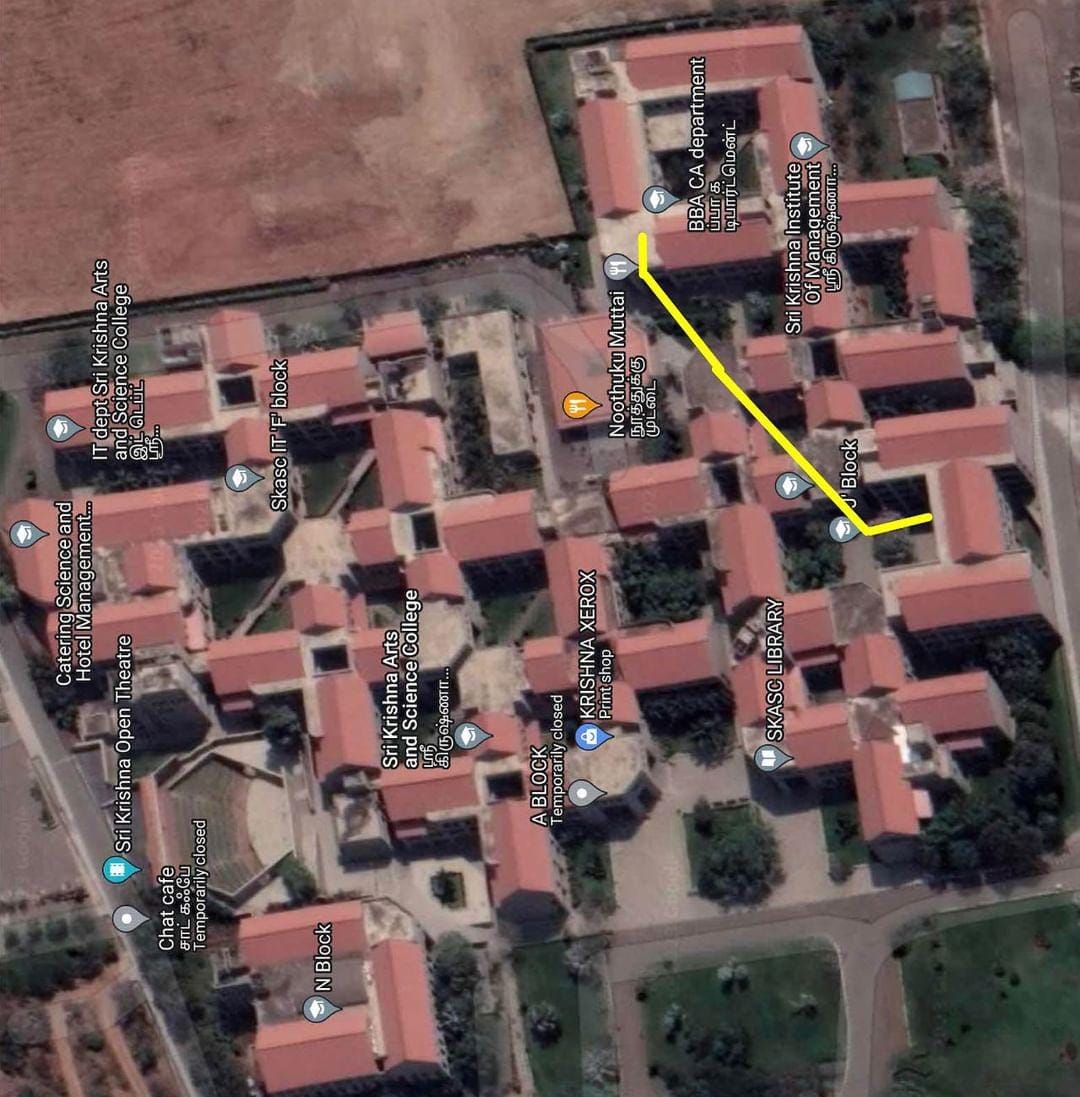 Catering Science and
Hotel Management...
IT dept Sri Krishna Arts
and Science College
இட் டெப்ட்
ஸ்ரீ...
Sri Krishna Open Theatre
Chat cafe
சாட் கஃபே
Temporarily closed
Skasc IT 'F' block
N Block
Sri Krishna Arts
and Science College
ஸ்ரீ
கிருஷ்ணா...
A BLOCK
Temporarily closed
KRISHNA XEROX
Print shop
Noothuku Muttai
நூத்துக்கு
முட்டை
BBA CA department
டிபார்ட்மென்ட்
Sri Krishna Institute
Of Management
ஸ்ரீ கிருஷ்ணா...
SKASC LIBRARY
J' Block